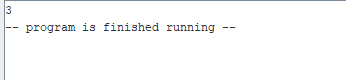 3
-- program is finished running --